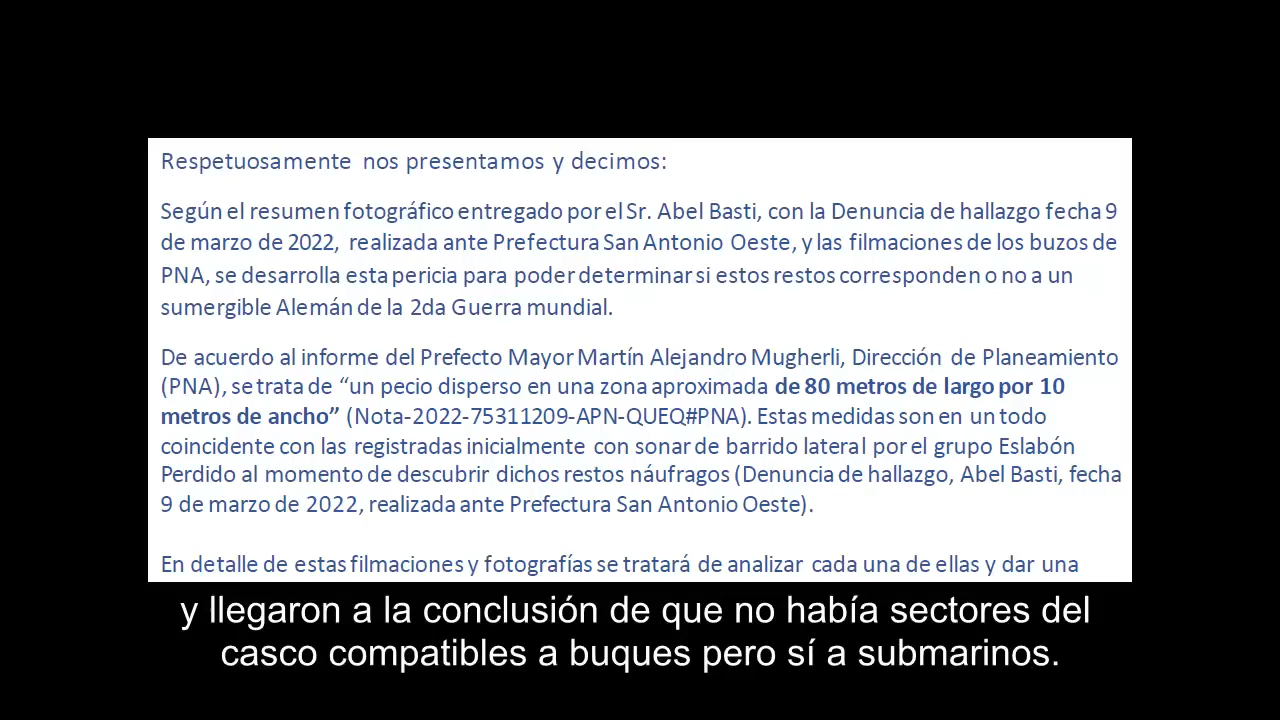 Respetuosamente nos presentamos y decimos:
Según el resumen fotográfico entregado por el Sr. Abel Basti, con la Denuncia de hallazgo fecha 9
de marzo de 2022, realizada ante Prefectura San Antonio Oeste, y las filmaciones de los buzos de
PNA, se desarrolla esta pericia para poder determinar si estos restos corresponden o no a un
sumergible Alemán de la 2da Guerra mundial.
De acuerdo al informe del Prefecto Mayor Martín Alejandro Mugherli, Dirección de Planeamiento
(PNA), se trata de “un pecio disperso en una zona aproximada de 80 metros de largo por 10
metros de ancho” (Nota-2022-75311209-APN-QUEQ#PNA). Estas medidas son en un todo
coincidente con las registradas inicialmente con sonar de barrido lateral por el grupo Eslabón
Perdido al momento de descubrir dichos restos náufragos (Denuncia de hallazgo, Abel Basti, fecha
9 de marzo de 2022, realizada ante Prefectura San Antonio Oeste).
En detalle de estas filmaciones y fotografías se tratará de analizar cada una de ellas y dar una
y llegaron a la conclusión de que no había sectores del
casco compatibles a buques pero sí a submarinos.